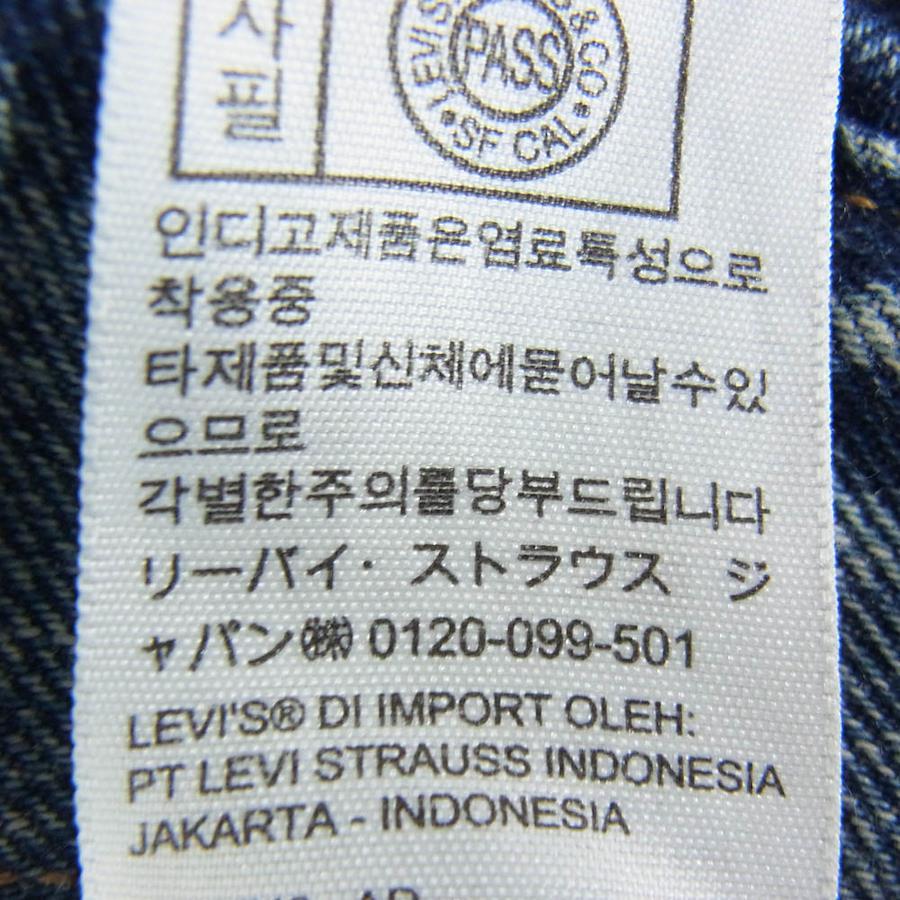 사
필
LEVIS
& CO
PASS
SF CAL
인디고제품은염료특성으로
착용중
타제품및신체에묻어날수있
으므로
각별한주의를당부드립니다
リーバイ・ストラウス ジ
ャパン㈱ 0120-099-501
LEVI'S® DI IMPORT OLEH:
PT LEVI STRAUSS INDONESIA
JAKARTA - INDONESIA